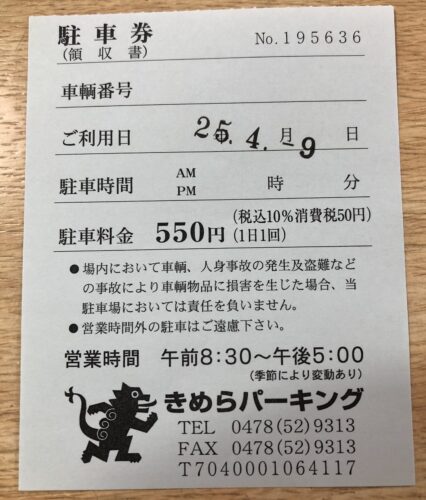 駐車券 No.195636
(領収書)
車輌番号
ご利用日 25. 4. -9 月 日
駐車時間 AM PM 時 分
駐車料金 550円 (税込10%消費税50円) (1日1回)
●場内において車輌、人身事故の発生及盗難など
の事故により車輌物品に損害を生じた場合、当
駐車場においては責任を負いません。
●営業時間外の駐車はご遠慮下さい。
営業時間 午前8:30〜午後5:00
(季節により変動あり)
きめらパーキング
TEL 0478(52)9313
FAX 0478(52)9313
T7040001064117